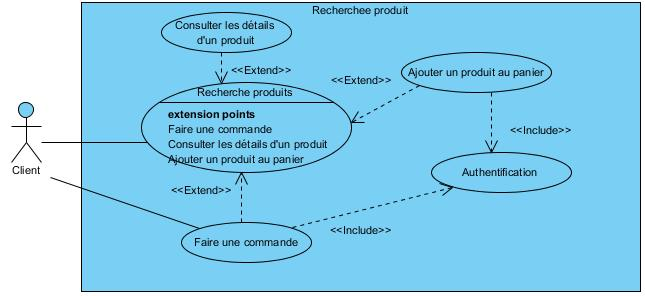 Recherchee produit
Consulter les détails
d'un produit
<<Extend>>
Ajouter un produit au panier
<<Extend>>
Recherche produits
extension points
Faire une commande
Consulter les détails d'un produit
Ajouter un produit au panier
<<Include>>
Client
Authentification
<<Extend>>
<<Include>>
Faire une commande